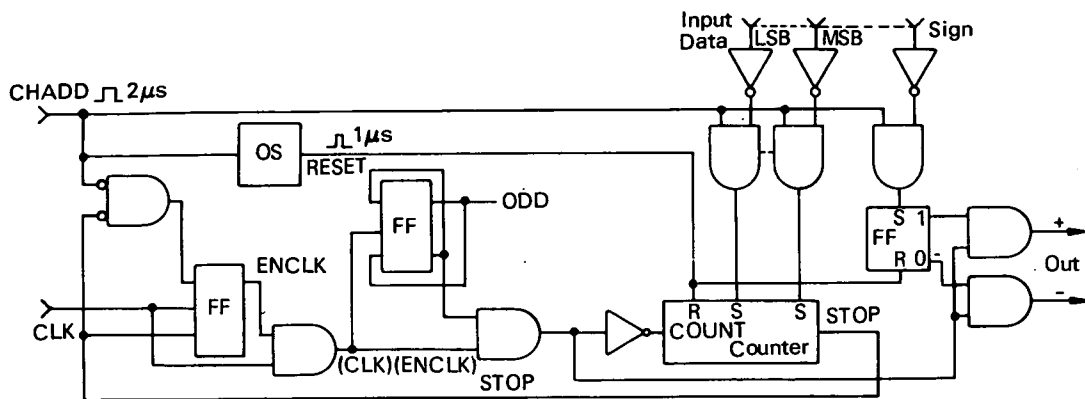 Input
Data
LSB
MSB
Sign
CHADD
2μs
1μs
OS
RESET
FF
ODD
S 1
FF
R 0
+
Out
-
ENCLK
FF
CLK
R S S
STOP
COUNT
Counter
(CLK)(ENCLK)
STOP